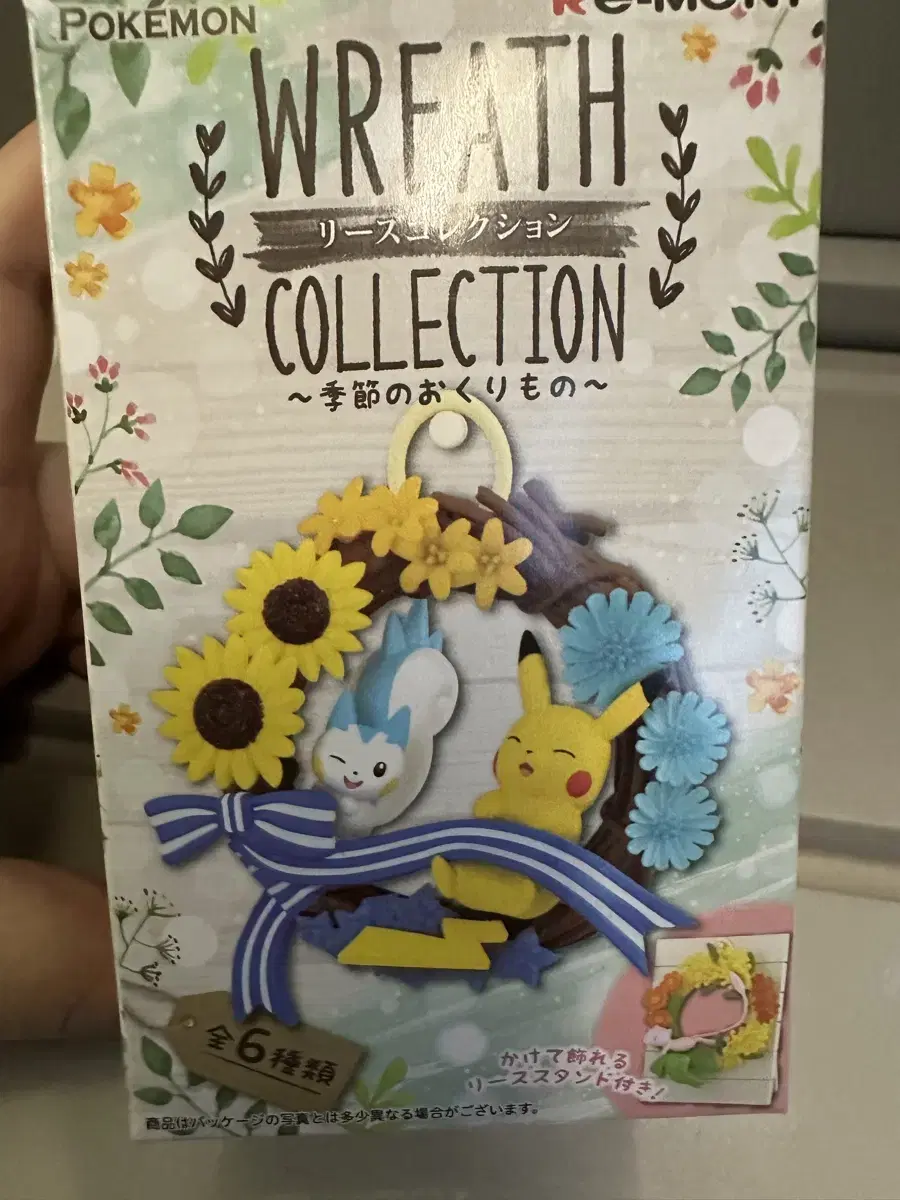 POKÉMON
Re-MENT
WREATH
リースコレクション
COLLECTION
～季節のおくりもの～
全6種類
かけて飾れる
リーススタンド付き!
商品はパッケージの写真とは多少異なる場合がございます。